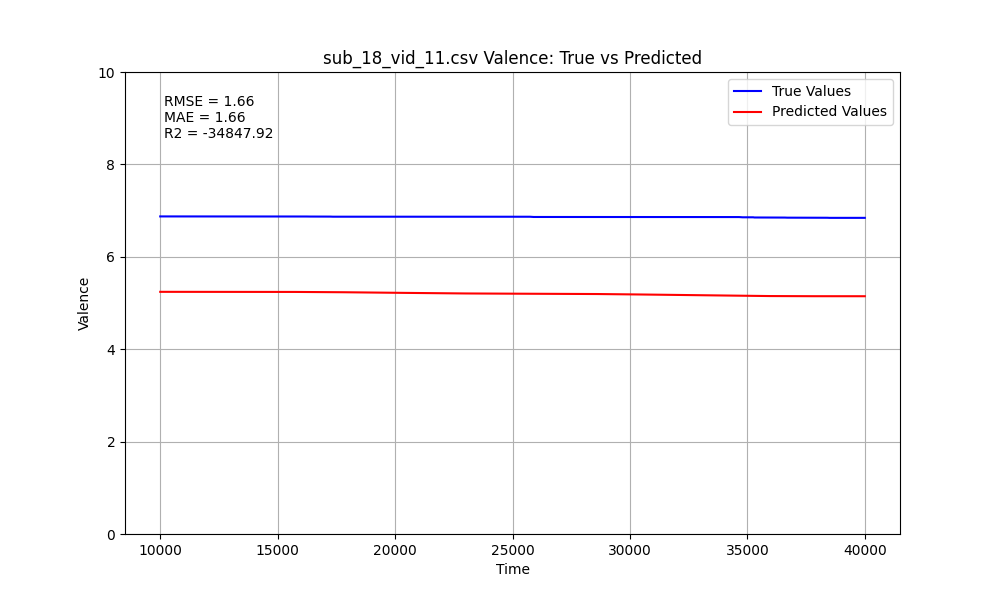 sub_18_vid_11.csv Valence: True vs Predicted
RMSE = 1.66
MAE = 1.66
R2 = -34847.92
True Values
Predicted Values
10
8
6
4
2
0
Valence
10000 15000 20000 25000 30000 35000 40000
Time